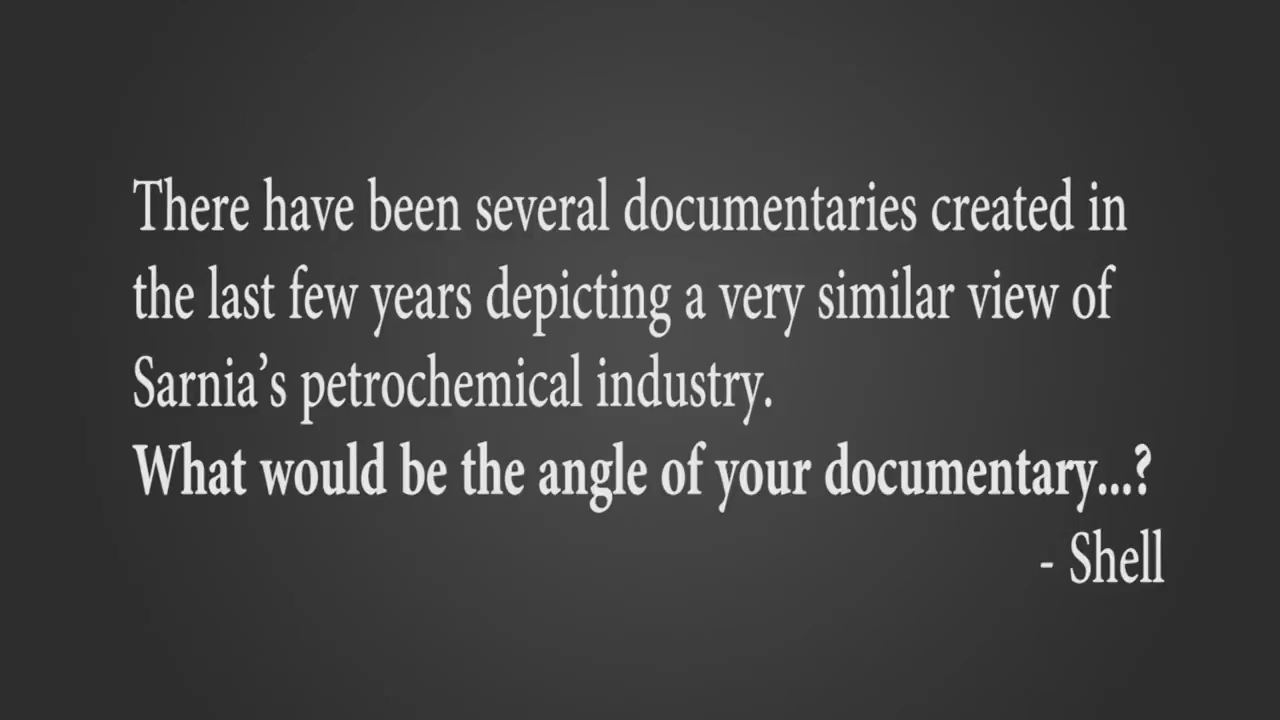 There have been several documentaries created in
the last few years depicting a very similar view of
Sarnia’s petrochemical industry.
What would be the angle of your documentary...?
- Shell